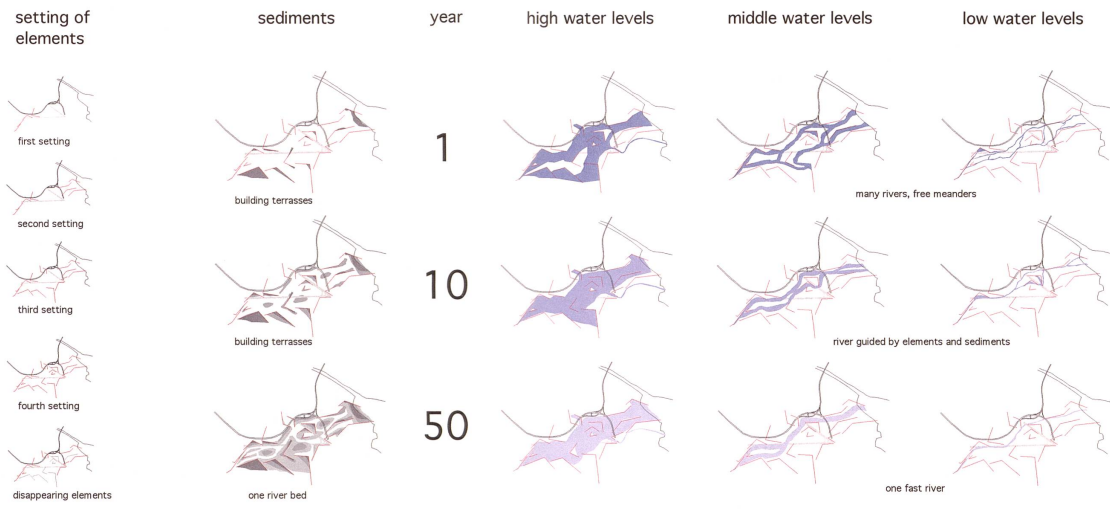 setting of
elements
sediments
year
high water levels
middle water levels
low water levels
first setting
second setting
third setting
fourth setting
disappearing elements
building terrasses
1
many rivers, free meanders
building terrasses
10
river guided by elements and sediments
one river bed
50
one fast river